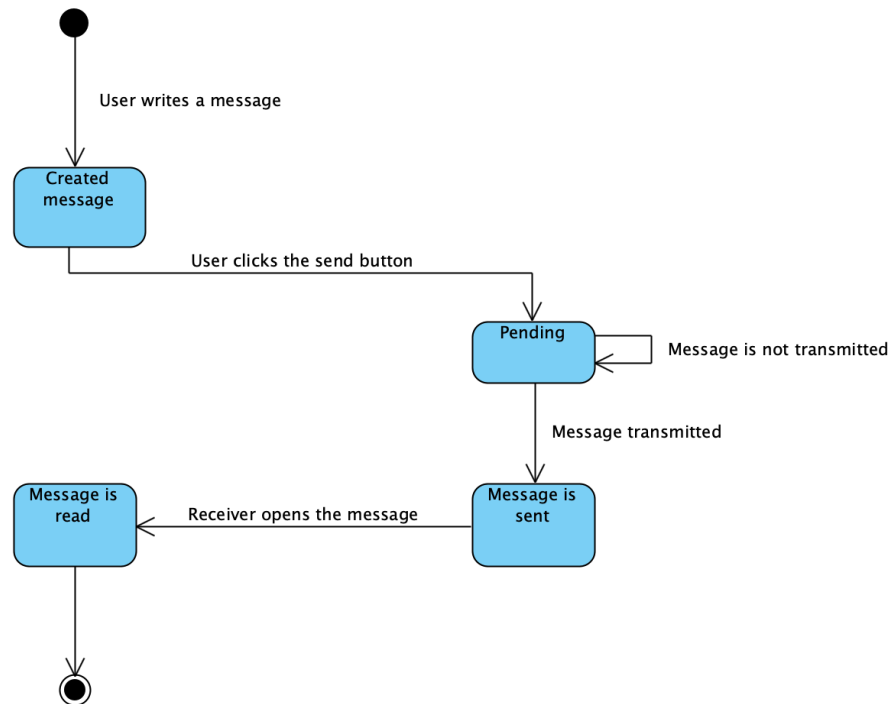 User writes a message
Created
message
User clicks the send button
Pending
Message is not transmitted
Message transmitted
Message is
read
Receiver opens the message
Message is
sent